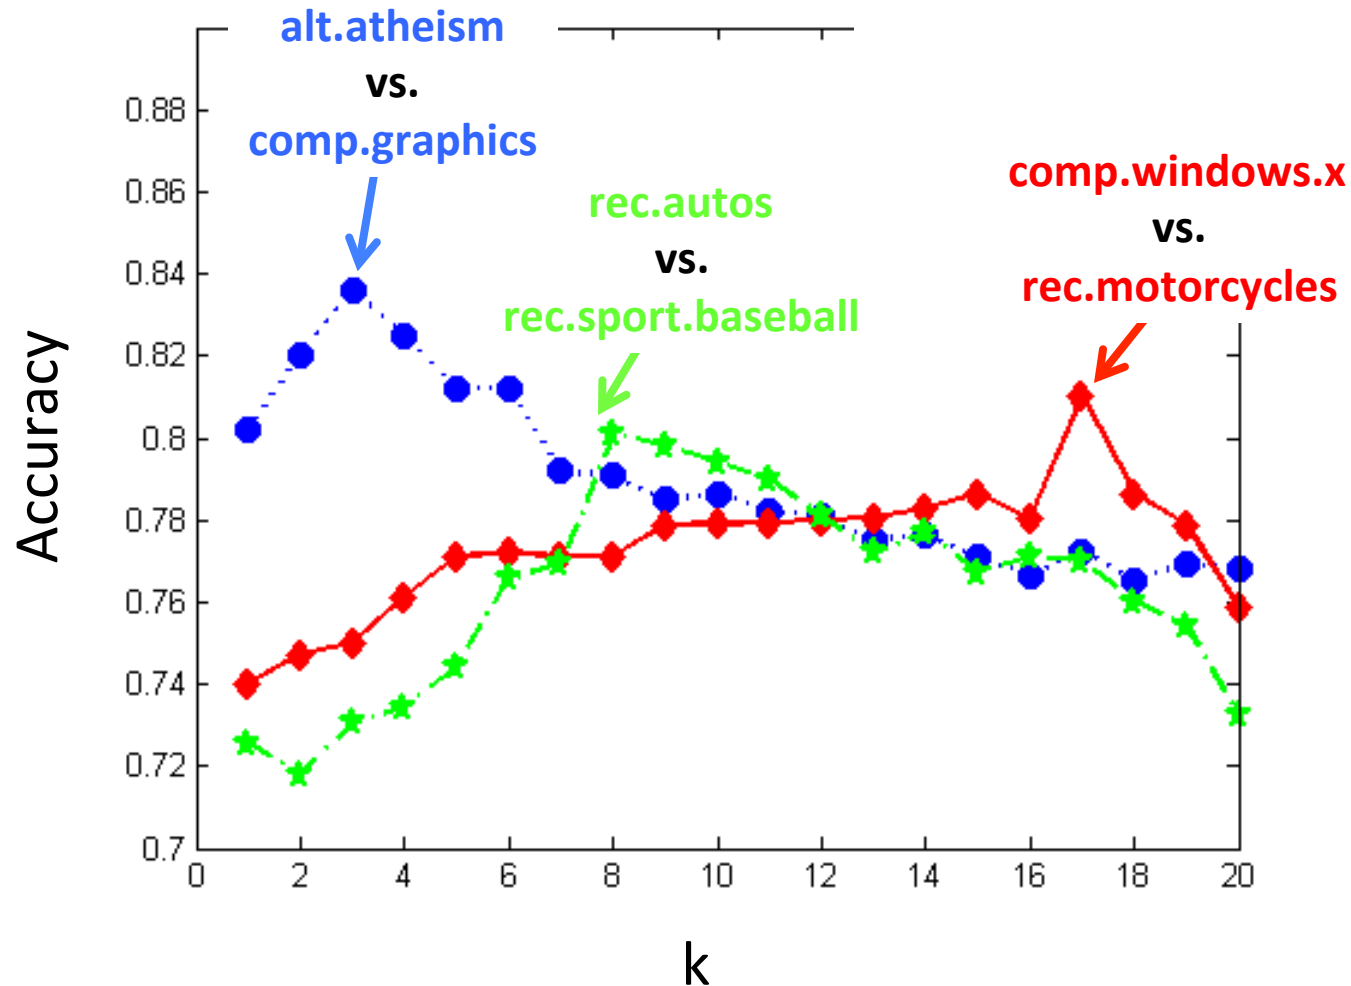 alt.atheism
vs.
comp.graphics
rec.autos
vs.
rec.sport.baseball
comp.windows.x
vs.
rec.motorcycles
Accuracy
0.88
0.86
0.84
0.82
0.8
0.78
0.76
0.74
0.72
0.7
0 2 4 6 8 10 12 14 16 18 20
k